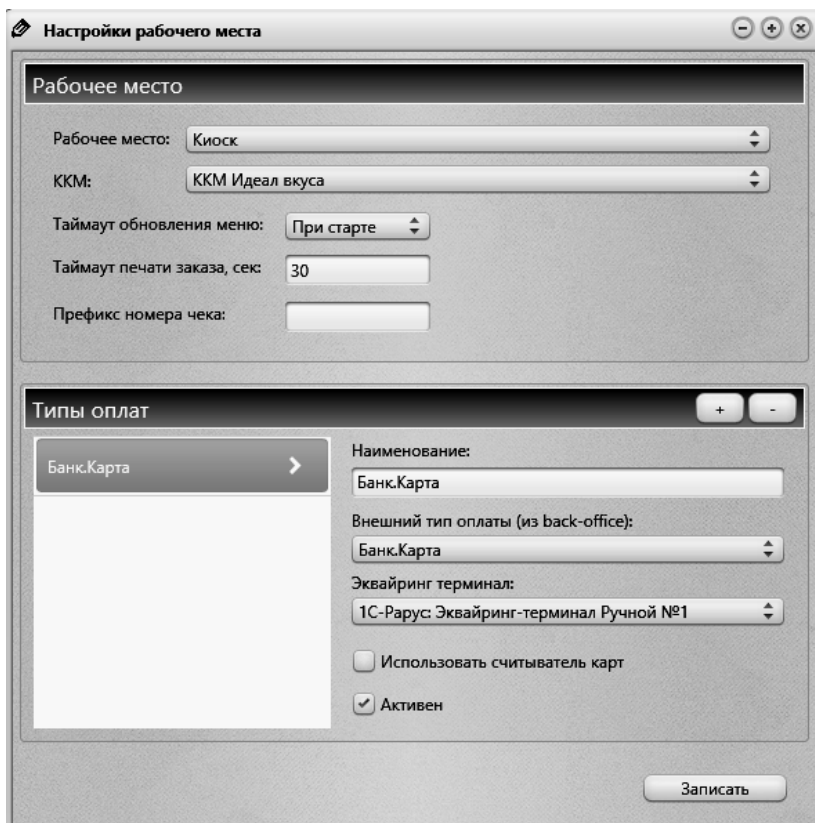 Настройки рабочего места
Рабочее место
Рабочее место: Киоск
ККМ: ККМ Идеал вкуса
Таймаут обновления меню: При старте
Таймаут печати заказа, сек: 30
Префикс номера чека:
Типы оплат + -
Банк.Карта
Наименование:
Банк.Карта
Внешний тип оплаты (из back-office):
Банк.Карта
Эквайринг терминал:
1С-Рарус: Эквайринг-терминал Ручной №1
Использовать считыватель карт
Активен
Записать